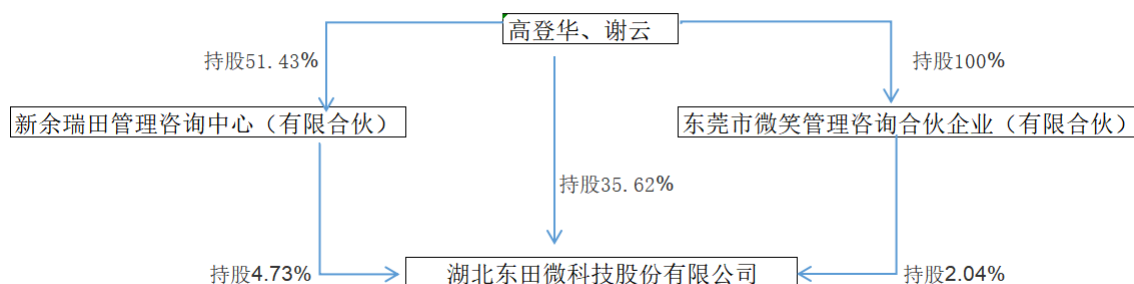 高登华、谢云
持股51.43%
持股100%
新余瑞田管理咨询中心（有限合伙）
东莞市微笑管理咨询合伙企业（有限合伙）
持股35.62%
持股4.73%
湖北东田微科技股份有限公司
持股2.04%